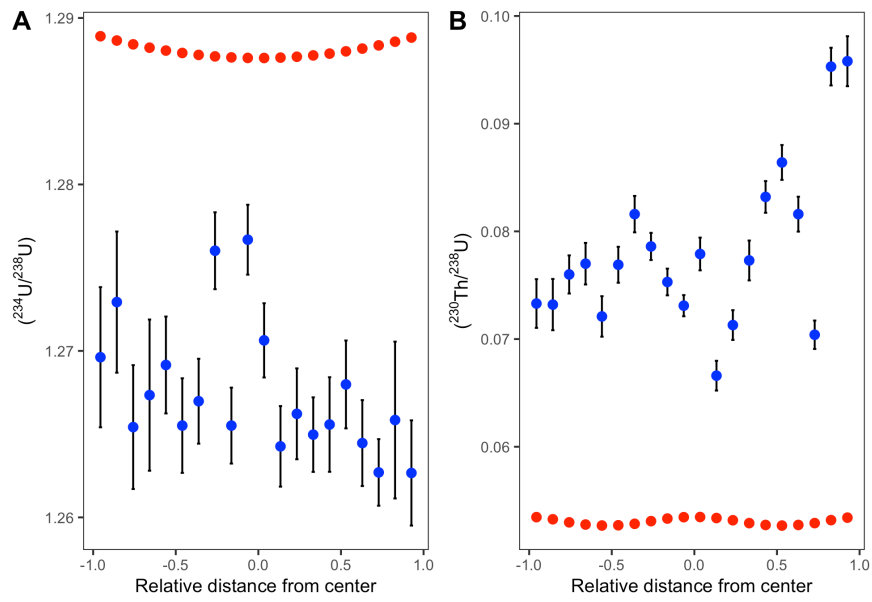 A
(²³⁴U/²³⁸U)
1.29
1.28
1.27
1.26
-1.0 -0.5 0.0 0.5 1.0
Relative distance from center
B
(²³⁰Th/²³⁸U)
0.10
0.09
0.08
0.07
0.06
-1.0 -0.5 0.0 0.5 1.0
Relative distance from center